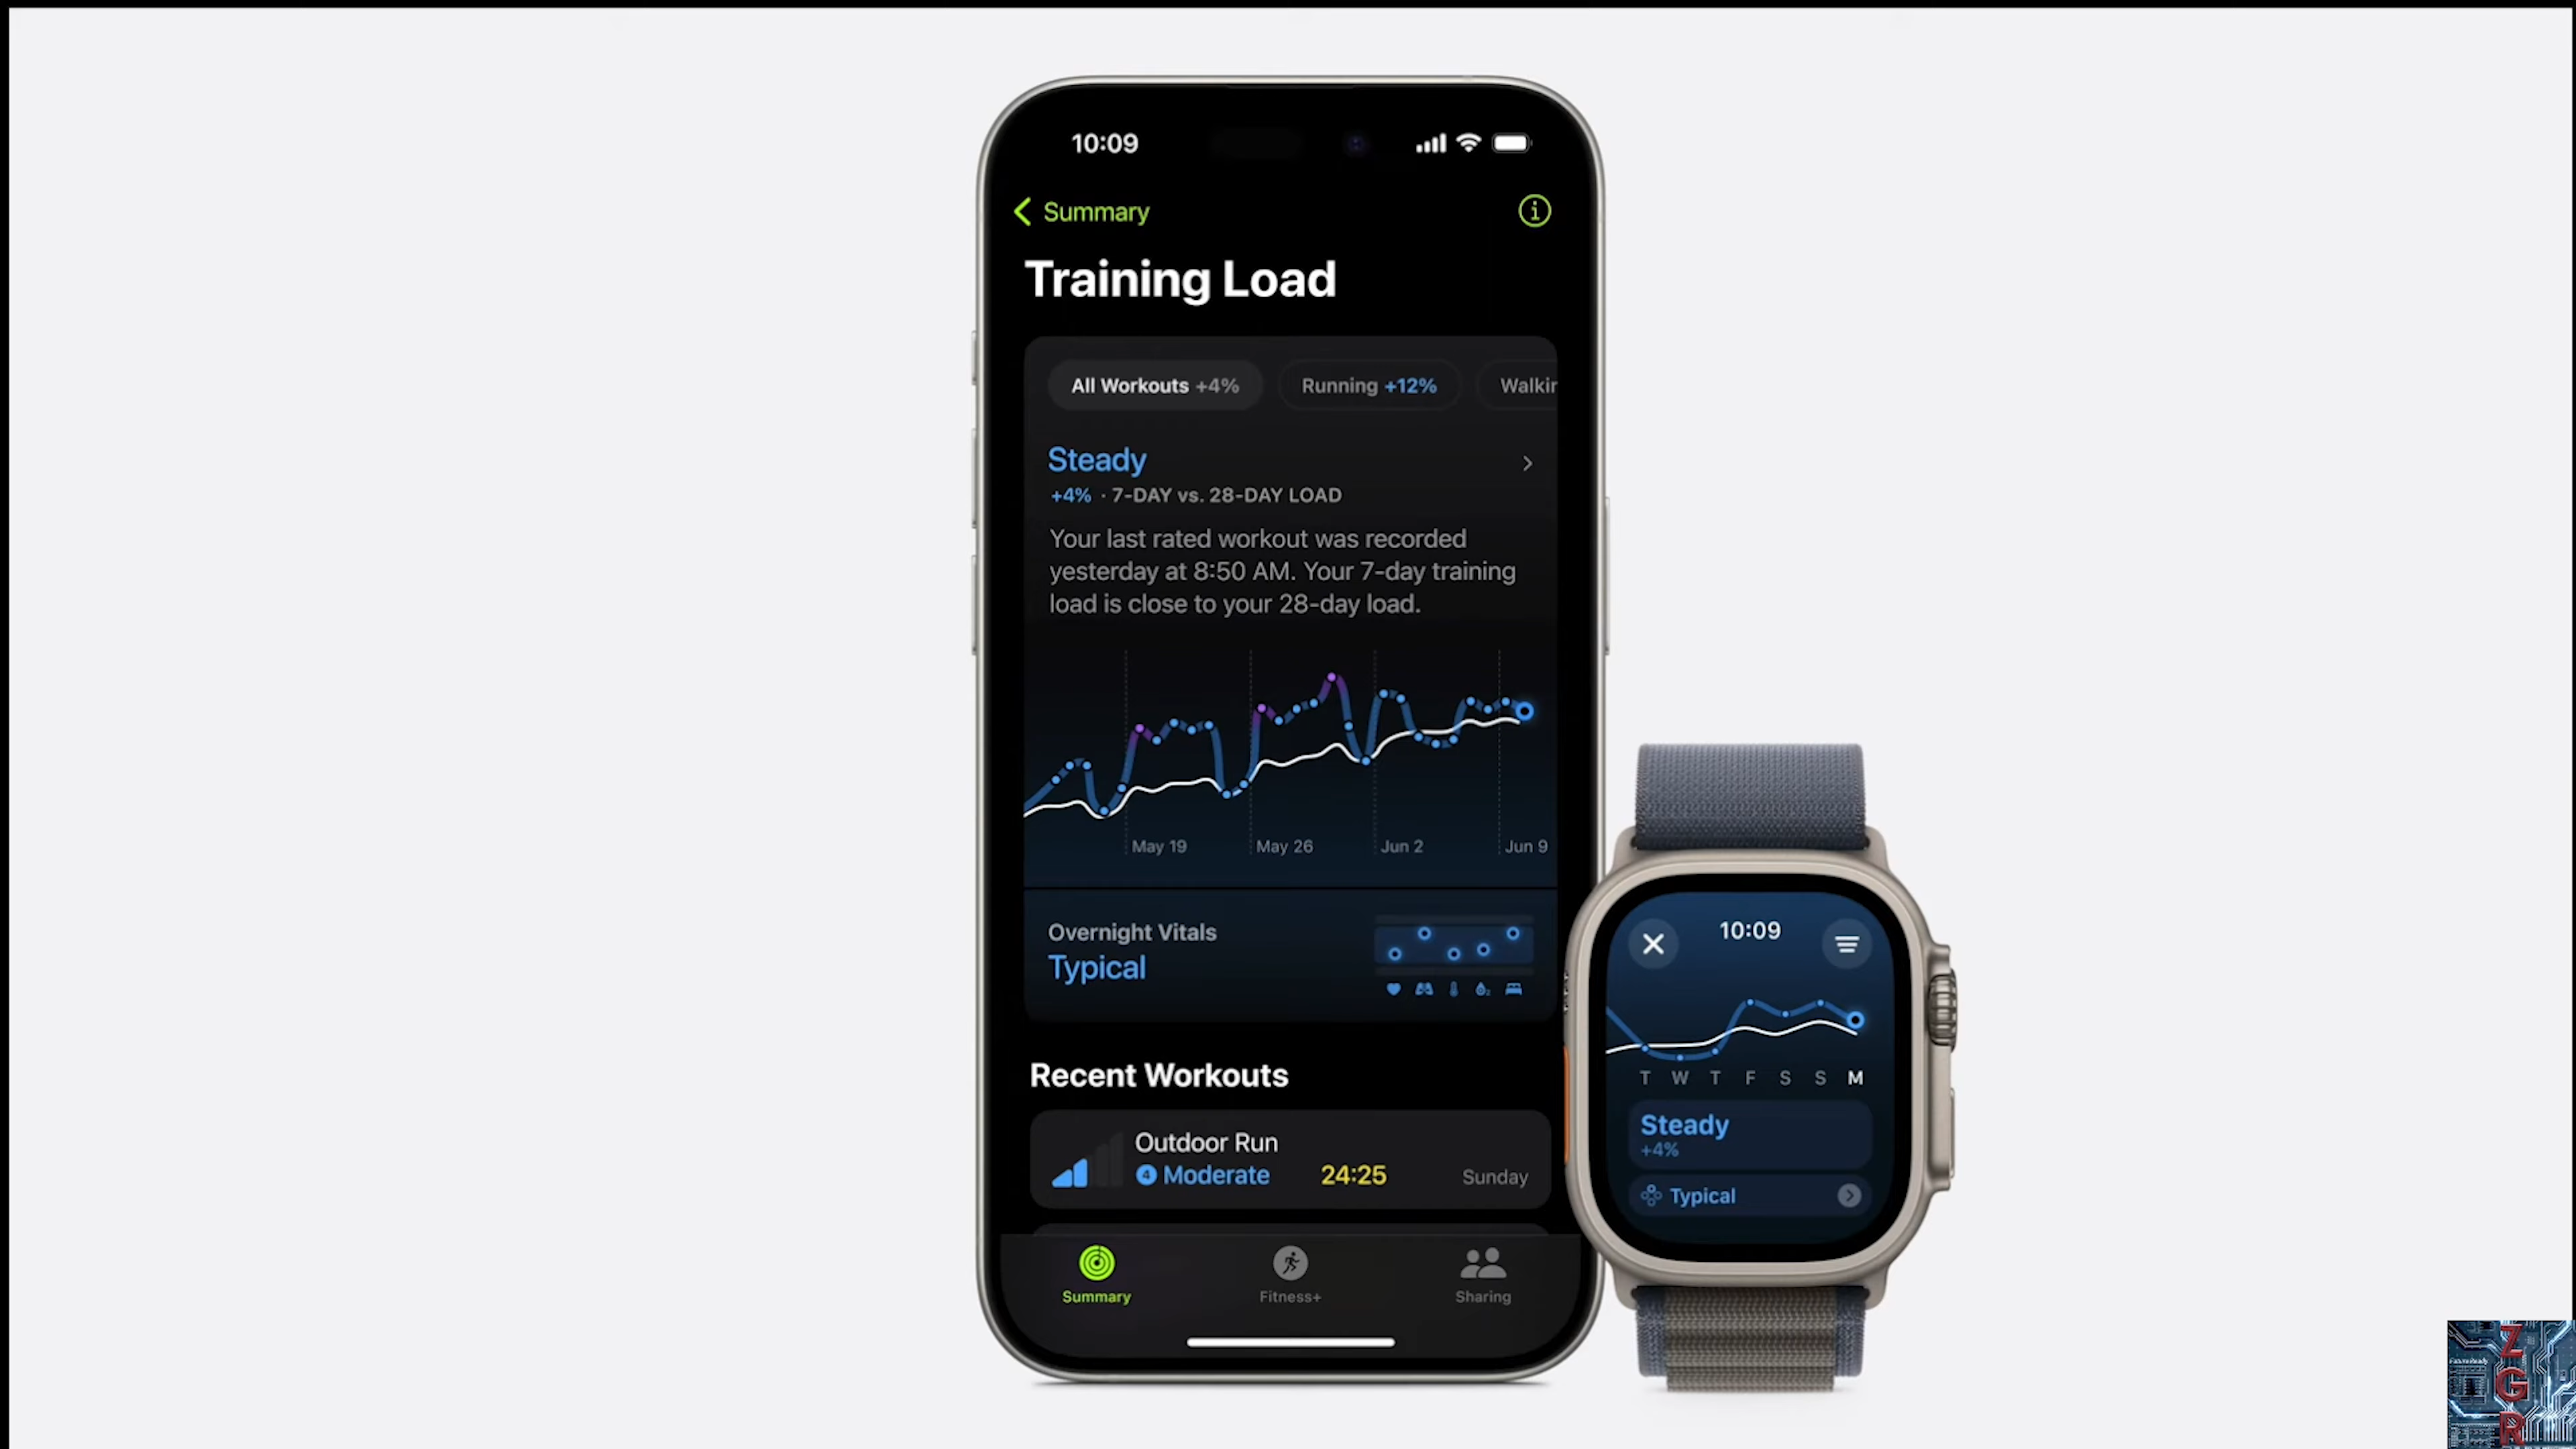 10:09
Summary
Training Load
All Workouts +4%
Running +12%
Walkin
Steady
+4% · 7-DAY vs. 28-DAY LOAD
Your last rated workout was recorded
yesterday at 8:50 AM. Your 7-day training
load is close to your 28-day load.
May 19
May 26
Jun 2
Jun 9
Overnight Vitals
Typical
Recent Workouts
Outdoor Run
4 Moderate
24:25
Sunday
Summary
Fitness+
Sharing
10:09
T W T F S S M
Steady
+4%
Typical
Z
G
R